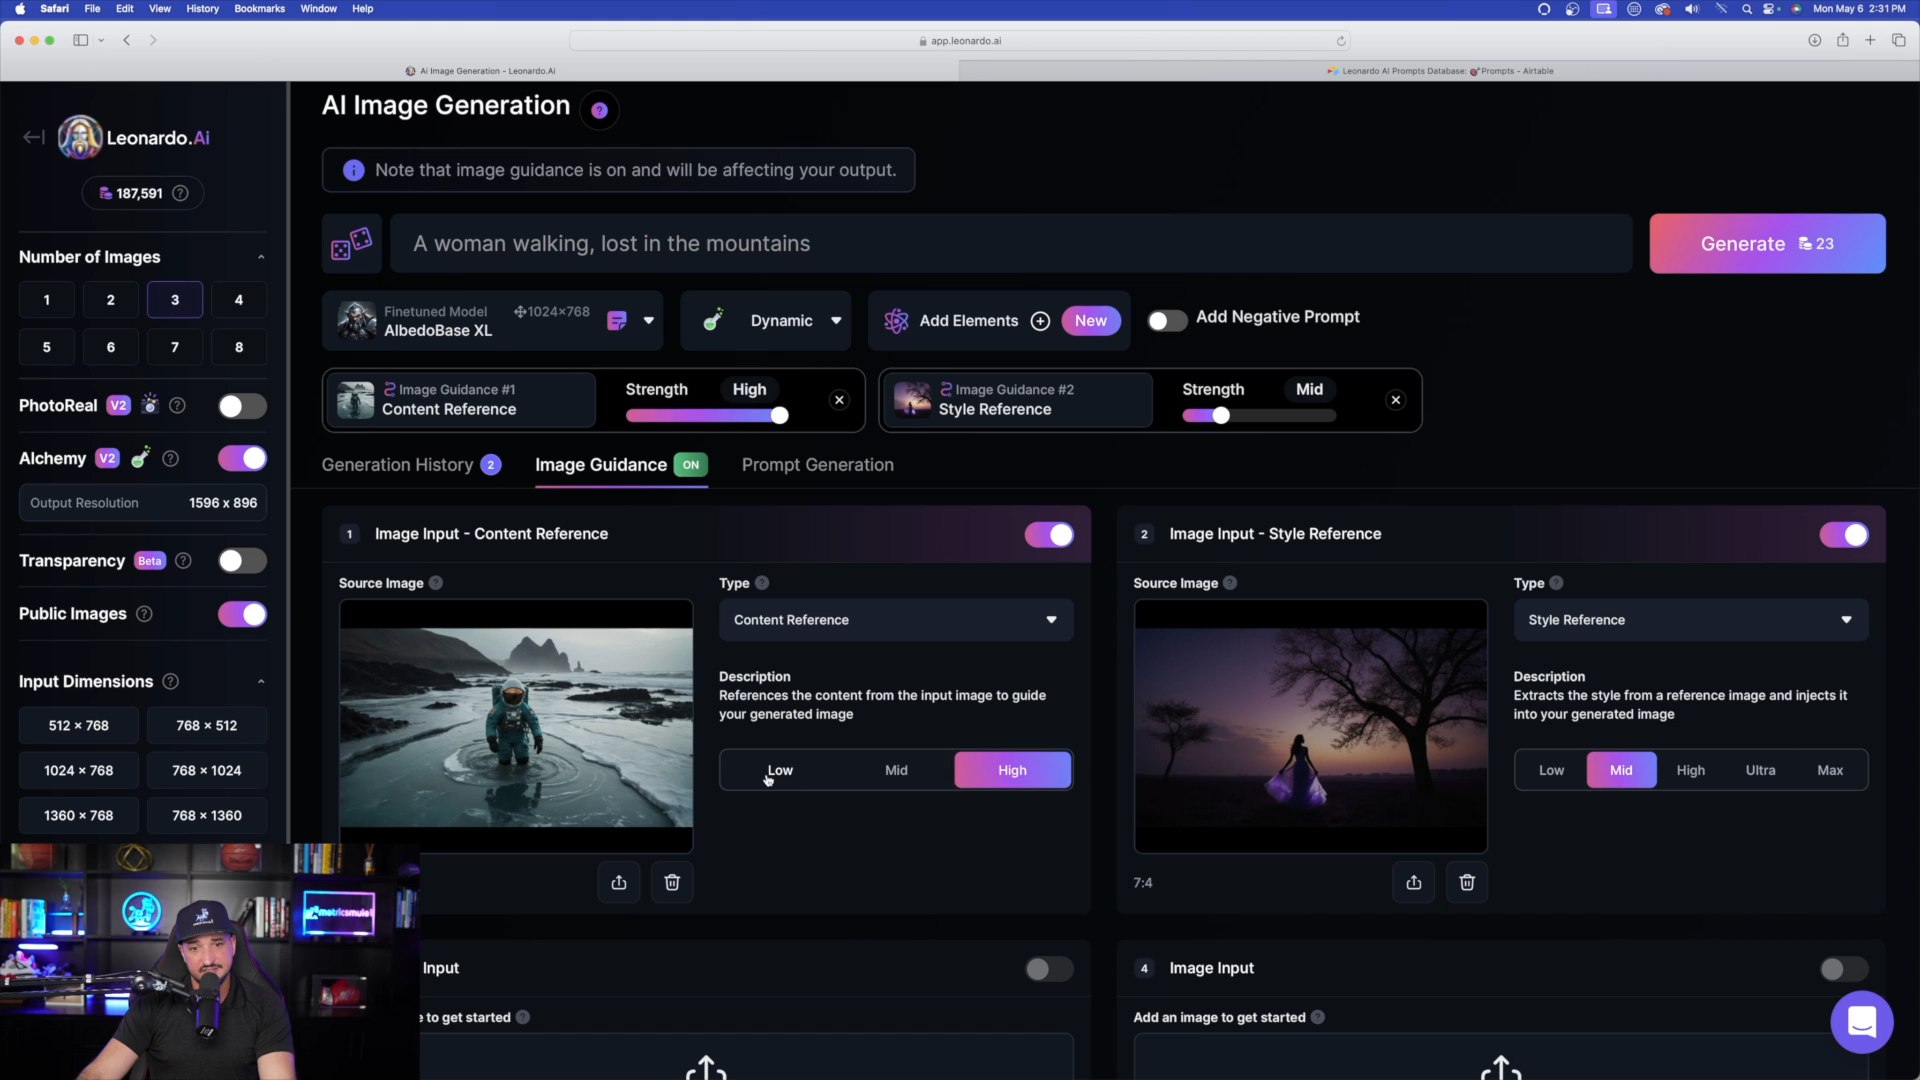 Safari File Edit View History Bookmarks Window Help
Mon May 6 2:31 PM
app.leonardo.ai
Ai Image Generation - Leonardo.Ai
Leonardo AI Prompts Database: Prompts - Airtable
Leonardo.Ai
187,591
Number of Images
1 2 3 4
5 6 7 8
PhotoReal V2
Alchemy V2
Output Resolution 1596 x 896
Transparency Beta
Public Images
Input Dimensions
512 × 768 768 × 512
1024 × 768 768 × 1024
1360 × 768 768 × 1360
AI Image Generation
Note that image guidance is on and will be affecting your output.
A woman walking, lost in the mountains
Generate 23
Finetuned Model 1024×768
AlbedoBase XL
Dynamic
Add Elements New
Add Negative Prompt
Image Guidance #1
Content Reference
Strength High
Image Guidance #2
Style Reference
Strength Mid
Generation History 2
Image Guidance ON
Prompt Generation
1 Image Input - Content Reference
Source Image
Type
Content Reference
Description
References the content from the input image to guide
your generated image
Low Mid High
2 Image Input - Style Reference
Source Image
Type
Style Reference
Description
Extracts the style from a reference image and injects it
into your generated image
Low Mid High Ultra Max
7:4
Input
e to get started
4 Image Input
Add an image to get started
metricsmule